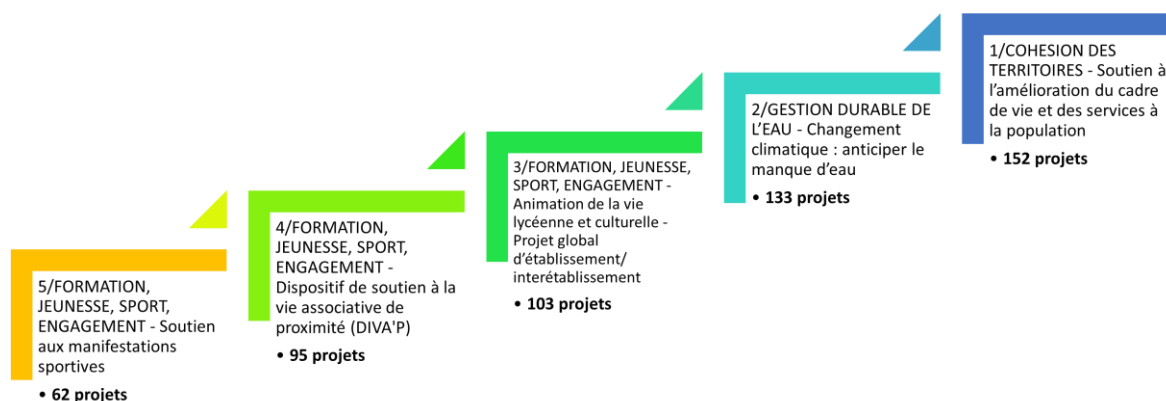 1/COHESION DES
TERRITOIRES - Soutien à
l’amélioration du cadre
de vie et des services à
la population
• 152 projets
2/GESTION DURABLE DE
L’EAU - Changement
climatique : anticiper le
manque d’eau
• 133 projets
3/FORMATION, JEUNESSE,
SPORT, ENGAGEMENT -
Animation de la vie
lycéenne et culturelle -
Projet global
d’établissement/
interétablissement
• 103 projets
4/FORMATION,
JEUNESSE, SPORT,
ENGAGEMENT -
Dispositif de soutien à la
vie associative de
proximité (DIVA'P)
• 95 projets
5/FORMATION,
JEUNESSE, SPORT,
ENGAGEMENT - Soutien
aux manifestations
sportives
• 62 projets